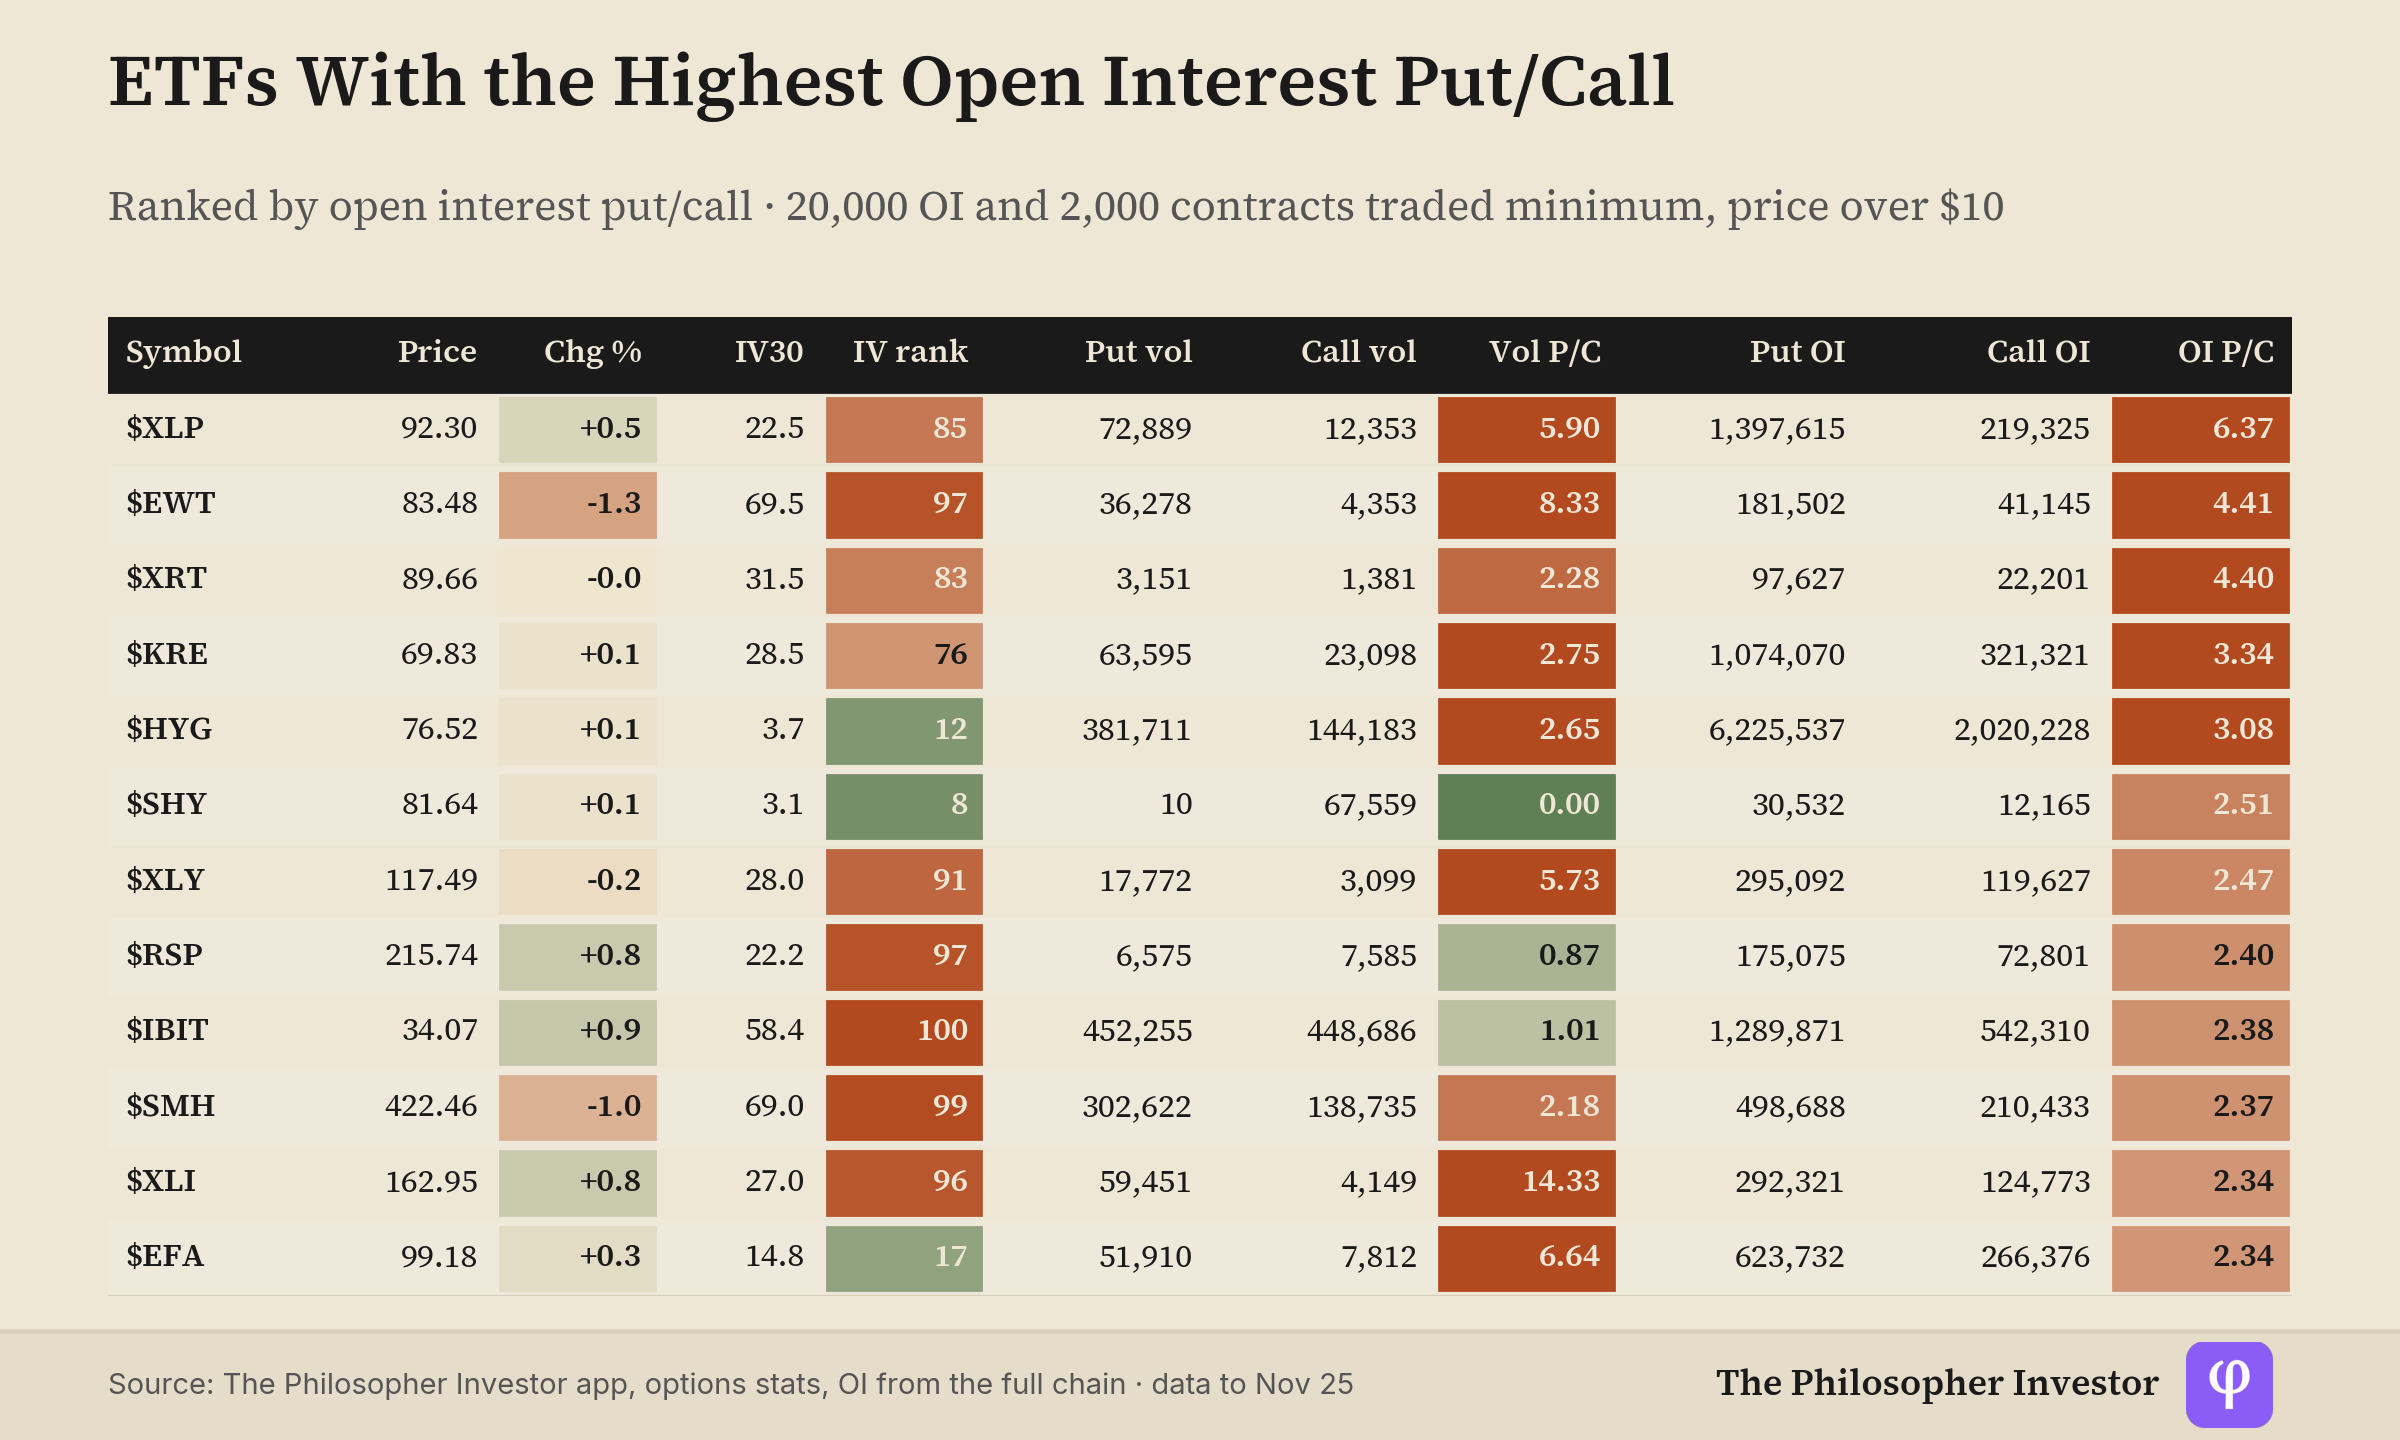 ETFs With the Highest Open Interest Put/Call
Ranked by open interest put/call · 20,000 OI and 2,000 contracts traded minimum, price over $10
Symbol Price Chg % IV30 IV rank Put vol Call vol Vol P/C Put OI Call OI OI P/C
$XLP 92.30 +0.5 22.5 85 72,889 12,353 5.90 1,397,615 219,325 6.37
$EWT 83.48 -1.3 69.5 97 36,278 4,353 8.33 181,502 41,145 4.41
$XRT 89.66 -0.0 31.5 83 3,151 1,381 2.28 97,627 22,201 4.40
$KRE 69.83 +0.1 28.5 76 63,595 23,098 2.75 1,074,070 321,321 3.34
$HYG 76.52 +0.1 3.7 12 381,711 144,183 2.65 6,225,537 2,020,228 3.08
$SHY 81.64 +0.1 3.1 8 10 67,559 0.00 30,532 12,165 2.51
$XLY 117.49 -0.2 28.0 91 17,772 3,099 5.73 295,092 119,627 2.47
$RSP 215.74 +0.8 22.2 97 6,575 7,585 0.87 175,075 72,801 2.40
$IBIT 34.07 +0.9 58.4 100 452,255 448,686 1.01 1,289,871 542,310 2.38
$SMH 422.46 -1.0 69.0 99 302,622 138,735 2.18 498,688 210,433 2.37
$XLI 162.95 +0.8 27.0 96 59,451 4,149 14.33 292,321 124,773 2.34
$EFA 99.18 +0.3 14.8 17 51,910 7,812 6.64 623,732 266,376 2.34
Source: The Philosopher Investor app, options stats, OI from the full chain · data to Nov 25
The Philosopher Investor φ